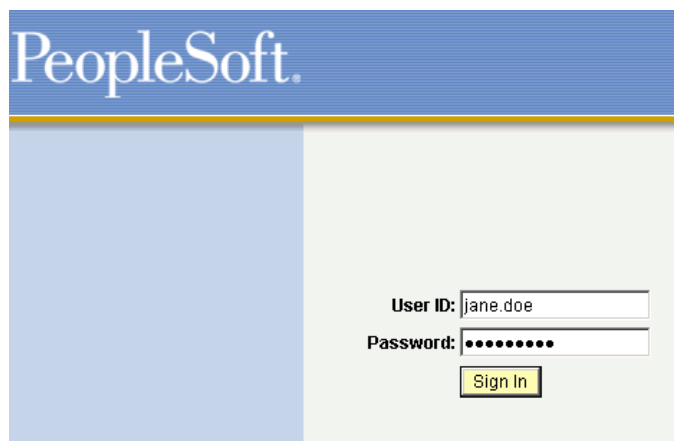 PeopleSoft.
User ID: jane.doe
Password: •••••••••
Sign In